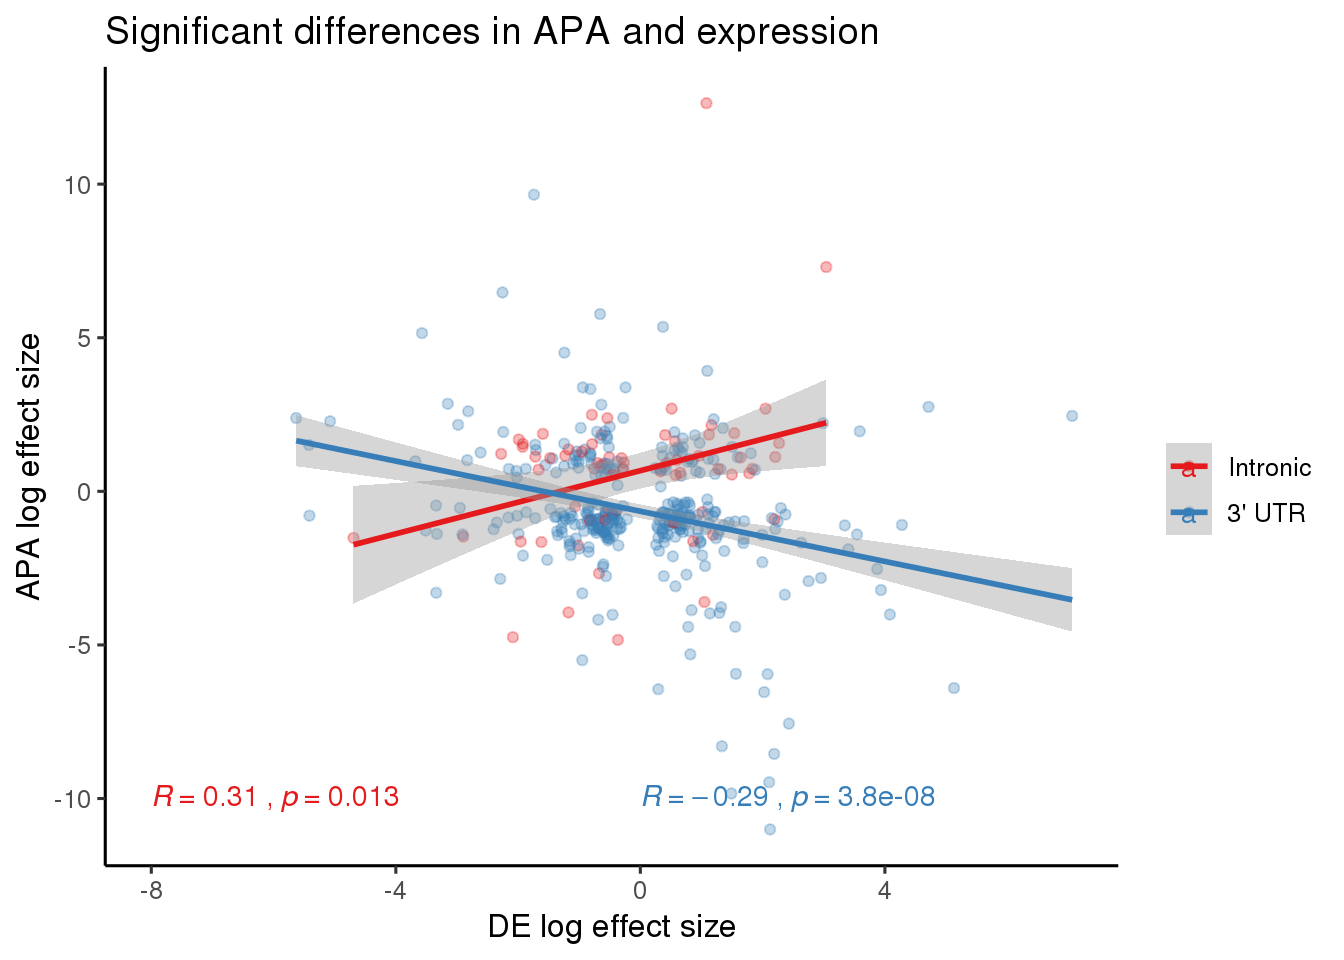 Significant differences in APA and expression
APA log effect size
10
5
0
-5
-10
R = 0.31 , p = 0.013
R = −0.29 , p = 3.8e-08
-8
-4
0
4
DE log effect size
a Intronic
a 3' UTR